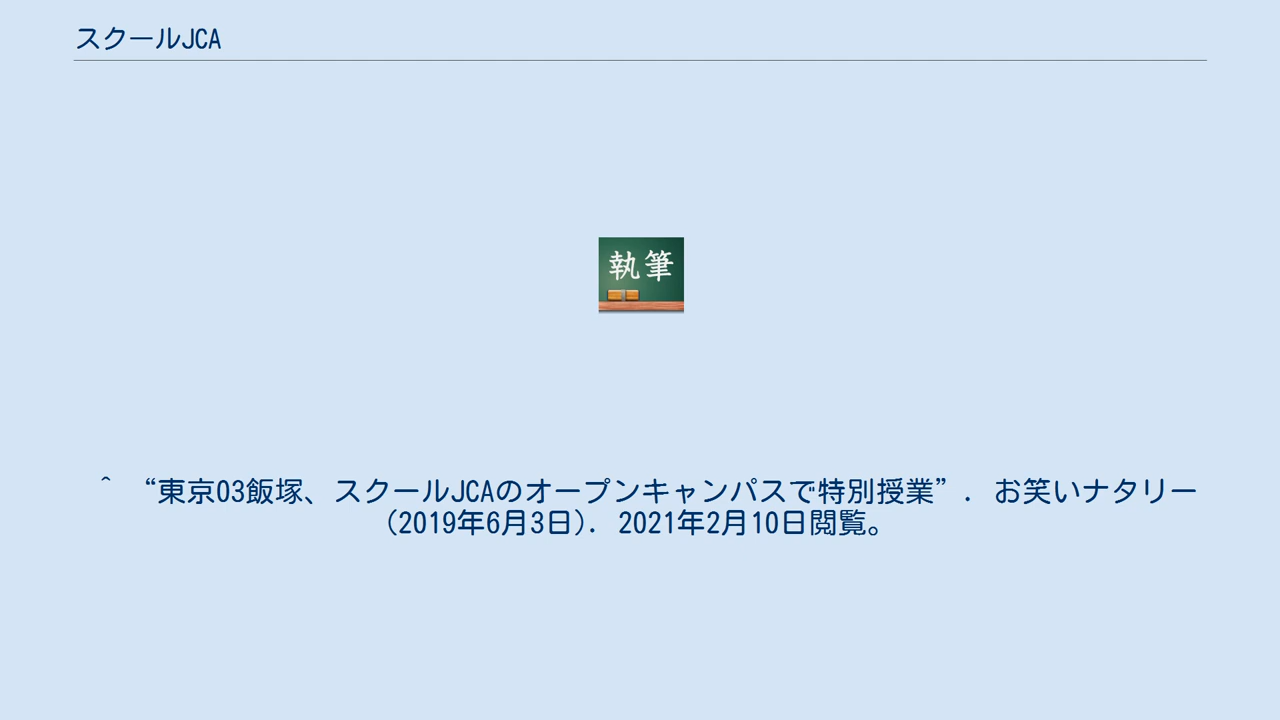 スクールJCA
執筆
^ “東京03飯塚、スクールJCAのオープンキャンパスで特別授業”. お笑いナタリー
(2019年6月3日). 2021年2月10日閲覧。